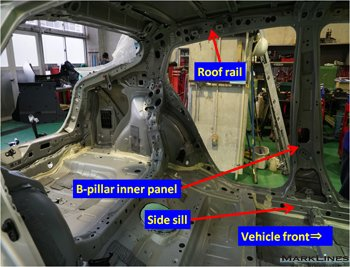 Roof rail
B-pillar inner panel
Side sill
Vehicle front⇒
MARKLINES